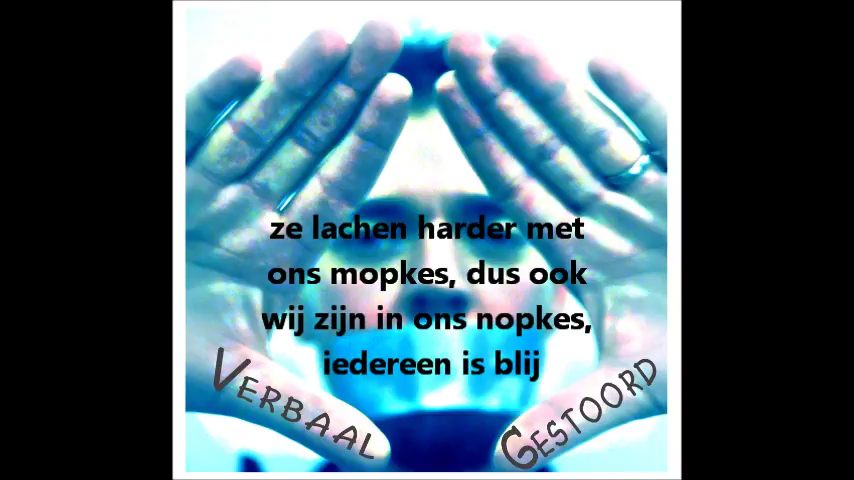 ze lachen harder met
ons mopkes, dus ook
wij zijn in ons nopkes,
iedereen is blij
VERBAAL
GESTOORD